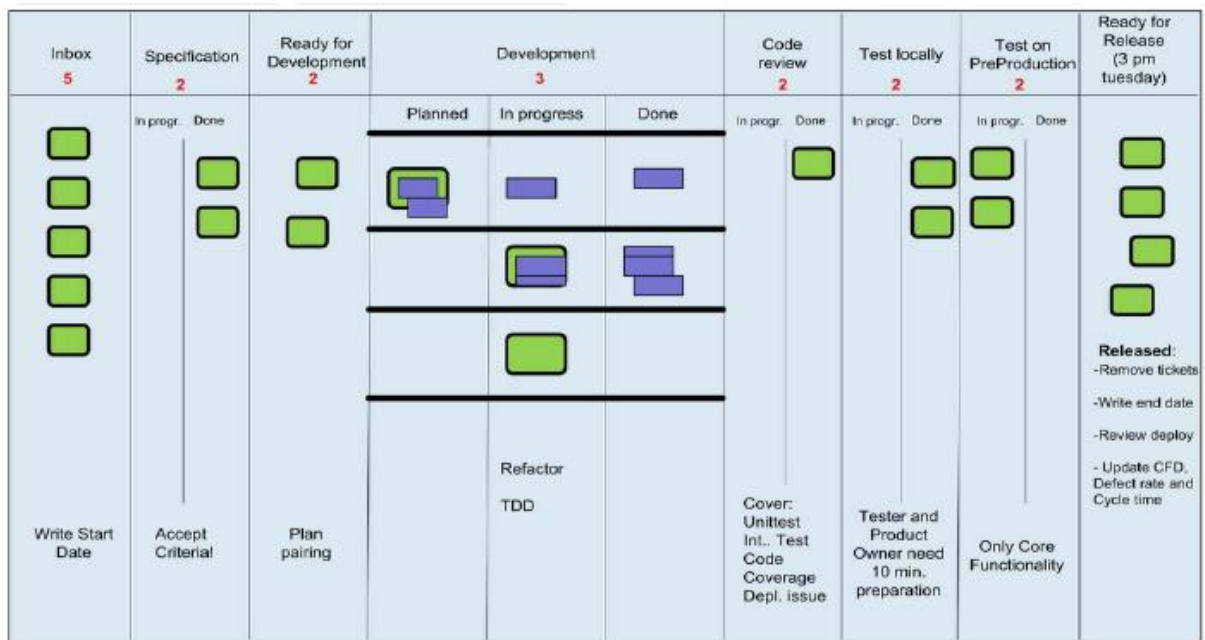 Inbox
5
Specification
2
Ready for
Development
2
Development
3
Code
review
2
Test locally
2
Test on
PreProduction
2
Ready for
Release
(3 pm
tuesday)
In progr. Done
Planned
In progress
Done
In progr. Done
In progr. Done
In progr. Done
Write Start
Date
Accept
Criterial
Plan
pairing
Refactor
TDD
Cover:
Unittest
Int.. Test
Code
Coverage
Depl. issue
Tester and
Product
Owner need
10 min.
preparation
Only Core
Functionality
Released:
-Remove tickets
-Write end date
-Review deploy
- Update CFD,
Defect rate and
Cycle time